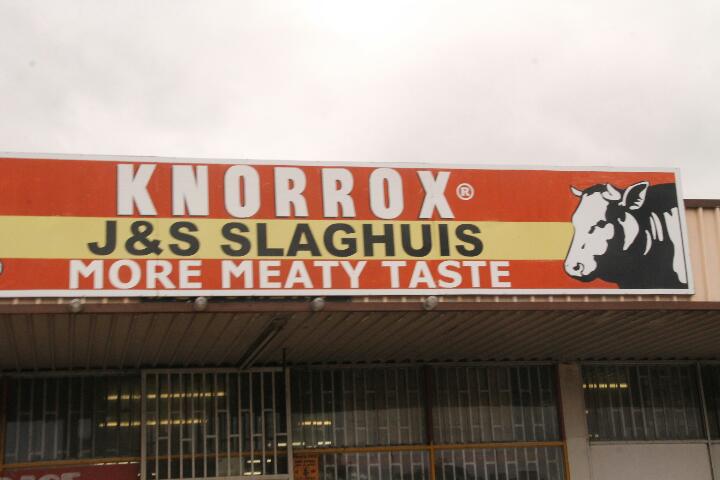 KNORROX®
J&S SLAGHUIS
MORE MEATY TASTE